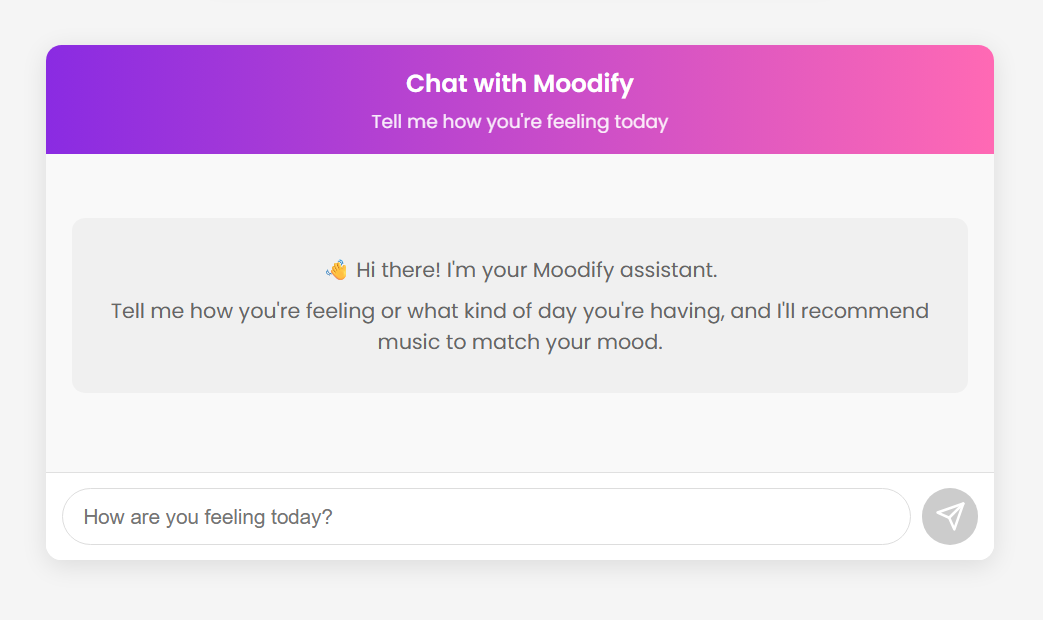 Chat with Moodify
Tell me how you're feeling today
👋 Hi there! I'm your Moodify assistant.
Tell me how you're feeling or what kind of day you're having, and I'll recommend
music to match your mood.
How are you feeling today?